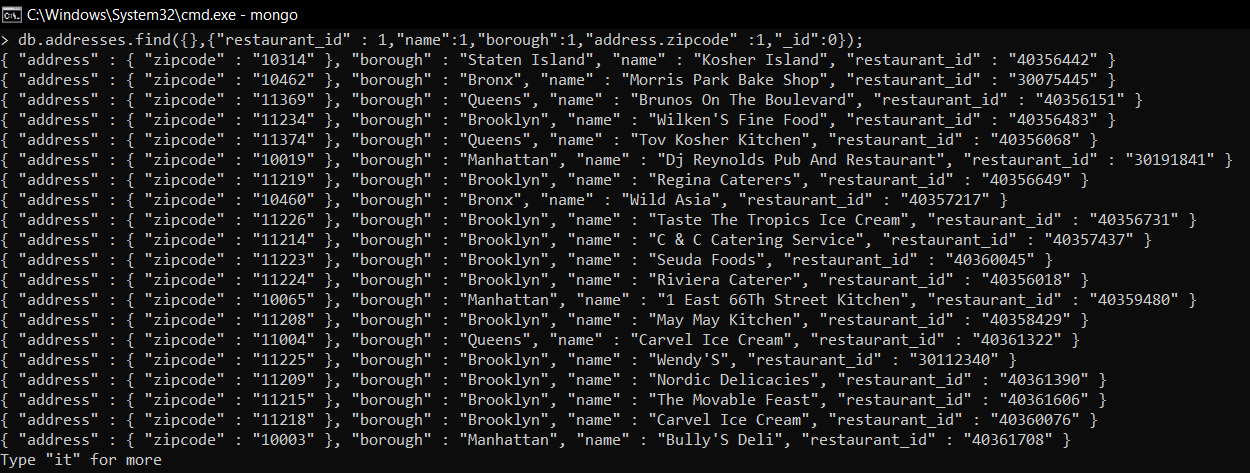 C:\Windows\System32\cmd.exe - mongo
> db.addresses.find({},{"restaurant_id" : 1,"name":1,"borough":1,"address.zipcode" :1,"_id":0});
{ "address" : { "zipcode" : "10314" }, "borough" : "Staten Island", "name" : "Kosher Island", "restaurant_id" : "40356442" }
{ "address" : { "zipcode" : "10462" }, "borough" : "Bronx", "name" : "Morris Park Bake Shop", "restaurant_id" : "30075445" }
{ "address" : { "zipcode" : "11369" }, "borough" : "Queens", "name" : "Brunos On The Boulevard", "restaurant_id" : "40356151" }
{ "address" : { "zipcode" : "11234" }, "borough" : "Brooklyn", "name" : "Wilken'S Fine Food", "restaurant_id" : "40356483" }
{ "address" : { "zipcode" : "11374" }, "borough" : "Queens", "name" : "Tov Kosher Kitchen", "restaurant_id" : "40356068" }
{ "address" : { "zipcode" : "10019" }, "borough" : "Manhattan", "name" : "Dj Reynolds Pub And Restaurant", "restaurant_id" : "30191841" }
{ "address" : { "zipcode" : "11219" }, "borough" : "Brooklyn", "name" : "Regina Caterers", "restaurant_id" : "40356649" }
{ "address" : { "zipcode" : "10460" }, "borough" : "Bronx", "name" : "Wild Asia", "restaurant_id" : "40357217" }
{ "address" : { "zipcode" : "11226" }, "borough" : "Brooklyn", "name" : "Taste The Tropics Ice Cream", "restaurant_id" : "40356731" }
{ "address" : { "zipcode" : "11214" }, "borough" : "Brooklyn", "name" : "C & C Catering Service", "restaurant_id" : "40357437" }
{ "address" : { "zipcode" : "11223" }, "borough" : "Brooklyn", "name" : "Seuda Foods", "restaurant_id" : "40360045" }
{ "address" : { "zipcode" : "11224" }, "borough" : "Brooklyn", "name" : "Riviera Caterer", "restaurant_id" : "40356018" }
{ "address" : { "zipcode" : "10065" }, "borough" : "Manhattan", "name" : "1 East 66Th Street Kitchen", "restaurant_id" : "40359480" }
{ "address" : { "zipcode" : "11208" }, "borough" : "Brooklyn", "name" : "May May Kitchen", "restaurant_id" : "40358429" }
{ "address" : { "zipcode" : "11004" }, "borough" : "Queens", "name" : "Carvel Ice Cream", "restaurant_id" : "40361322" }
{ "address" : { "zipcode" : "11225" }, "borough" : "Brooklyn", "name" : "Wendy'S", "restaurant_id" : "30112340" }
{ "address" : { "zipcode" : "11209" }, "borough" : "Brooklyn", "name" : "Nordic Delicacies", "restaurant_id" : "40361390" }
{ "address" : { "zipcode" : "11215" }, "borough" : "Brooklyn", "name" : "The Movable Feast", "restaurant_id" : "40361606" }
{ "address" : { "zipcode" : "11218" }, "borough" : "Brooklyn", "name" : "Carvel Ice Cream", "restaurant_id" : "40360076" }
{ "address" : { "zipcode" : "10003" }, "borough" : "Manhattan", "name" : "Bully'S Deli", "restaurant_id" : "40361708" }
Type "it" for more